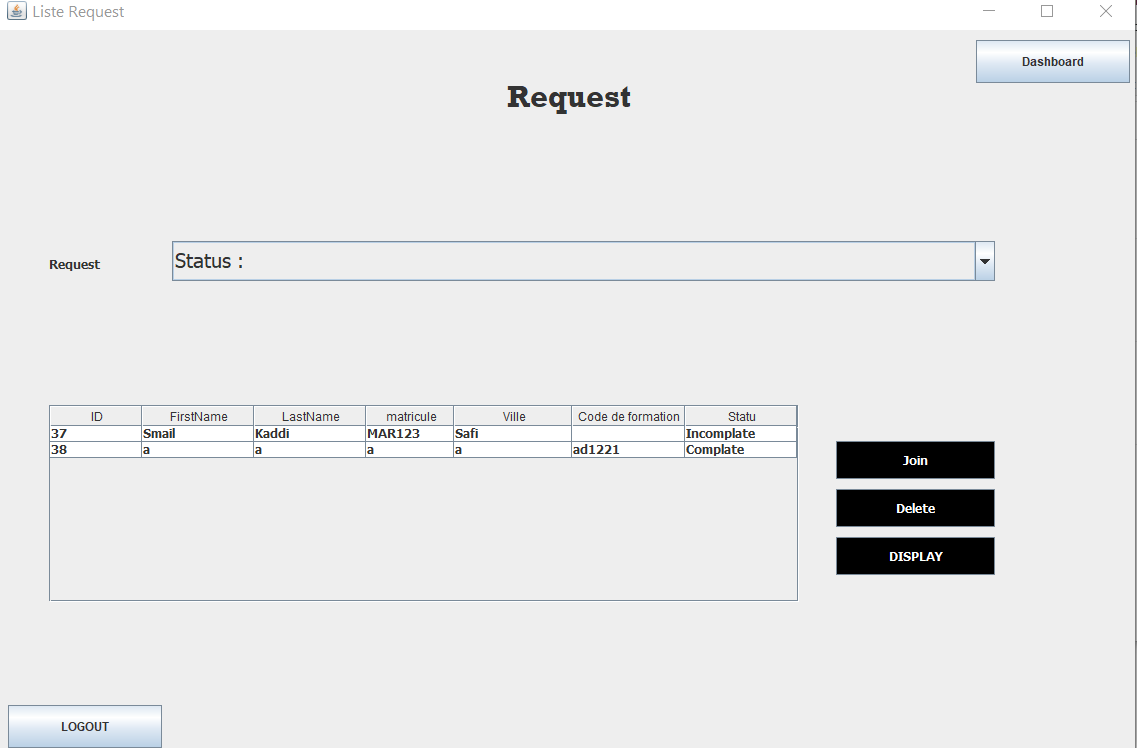 Liste Request
Dashboard
Request
Request Status :
ID FirstName LastName matricule Ville Code de formation Statu
37 Smail Kaddi MAR123 Safi Incomplate
38 a a a a ad1221 Complate
Join
Delete
DISPLAY
LOGOUT